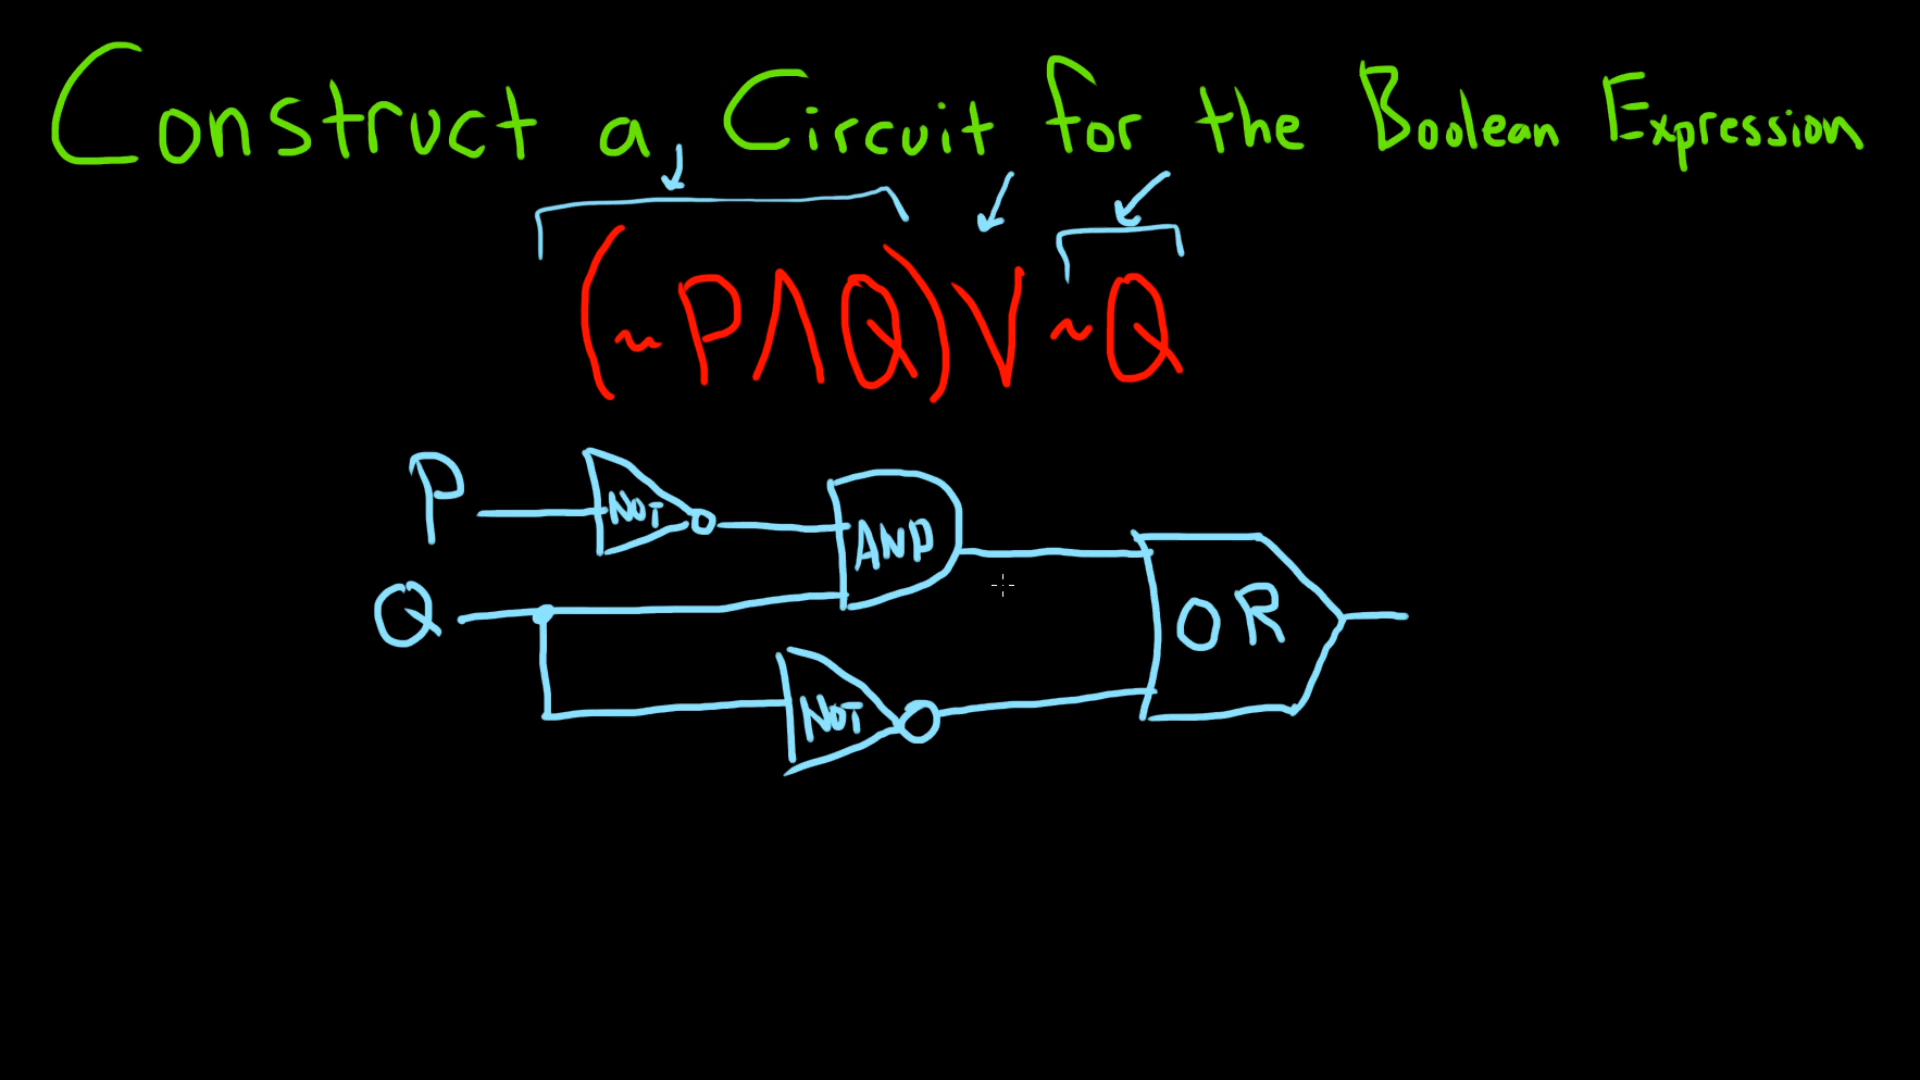 Construct a Circuit for the Boolean Expression
(~P∧Q)∨~Q
P
NOT
AND
Q
OR
NOT